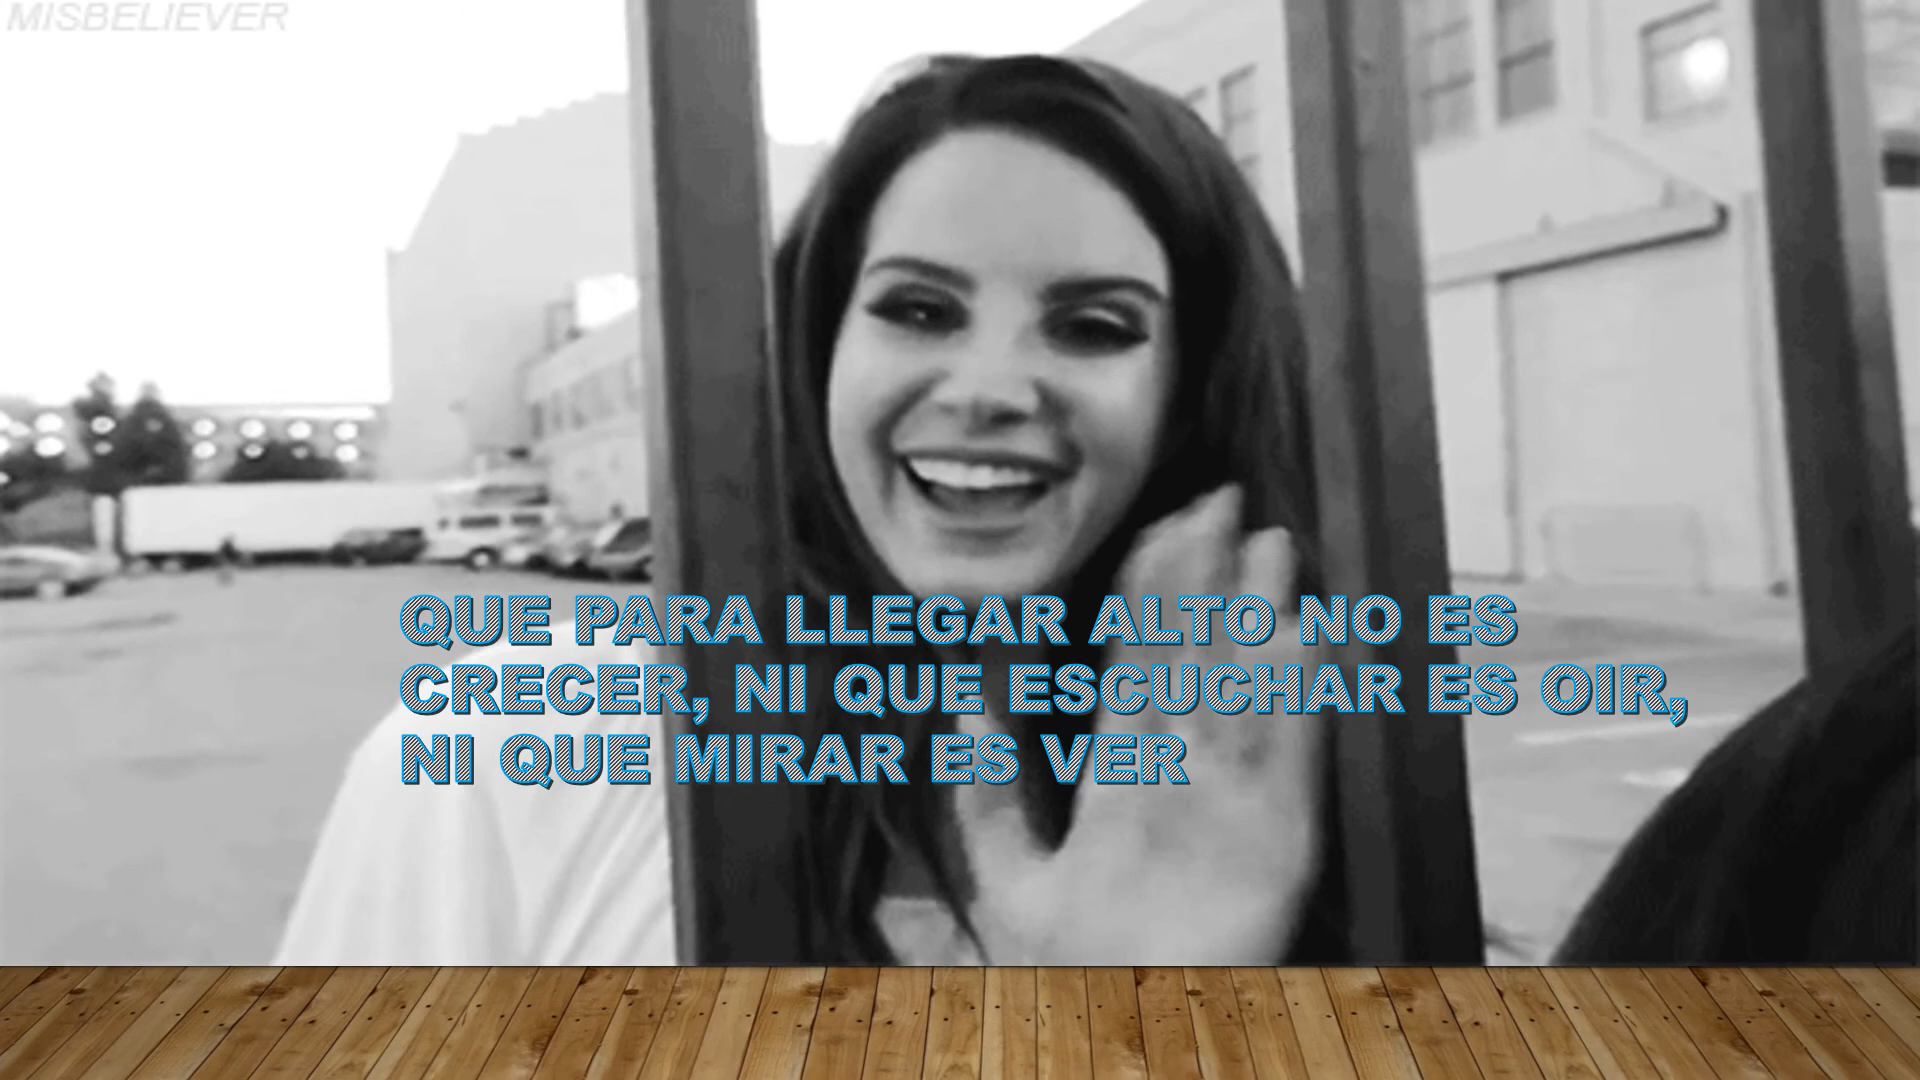 MISBELIEVER
QUE PARA LLEGAR ALTO NO ES
CRECER, NI QUE ESCUCHAR ES OIR,
NI QUE MIRAR ES VER